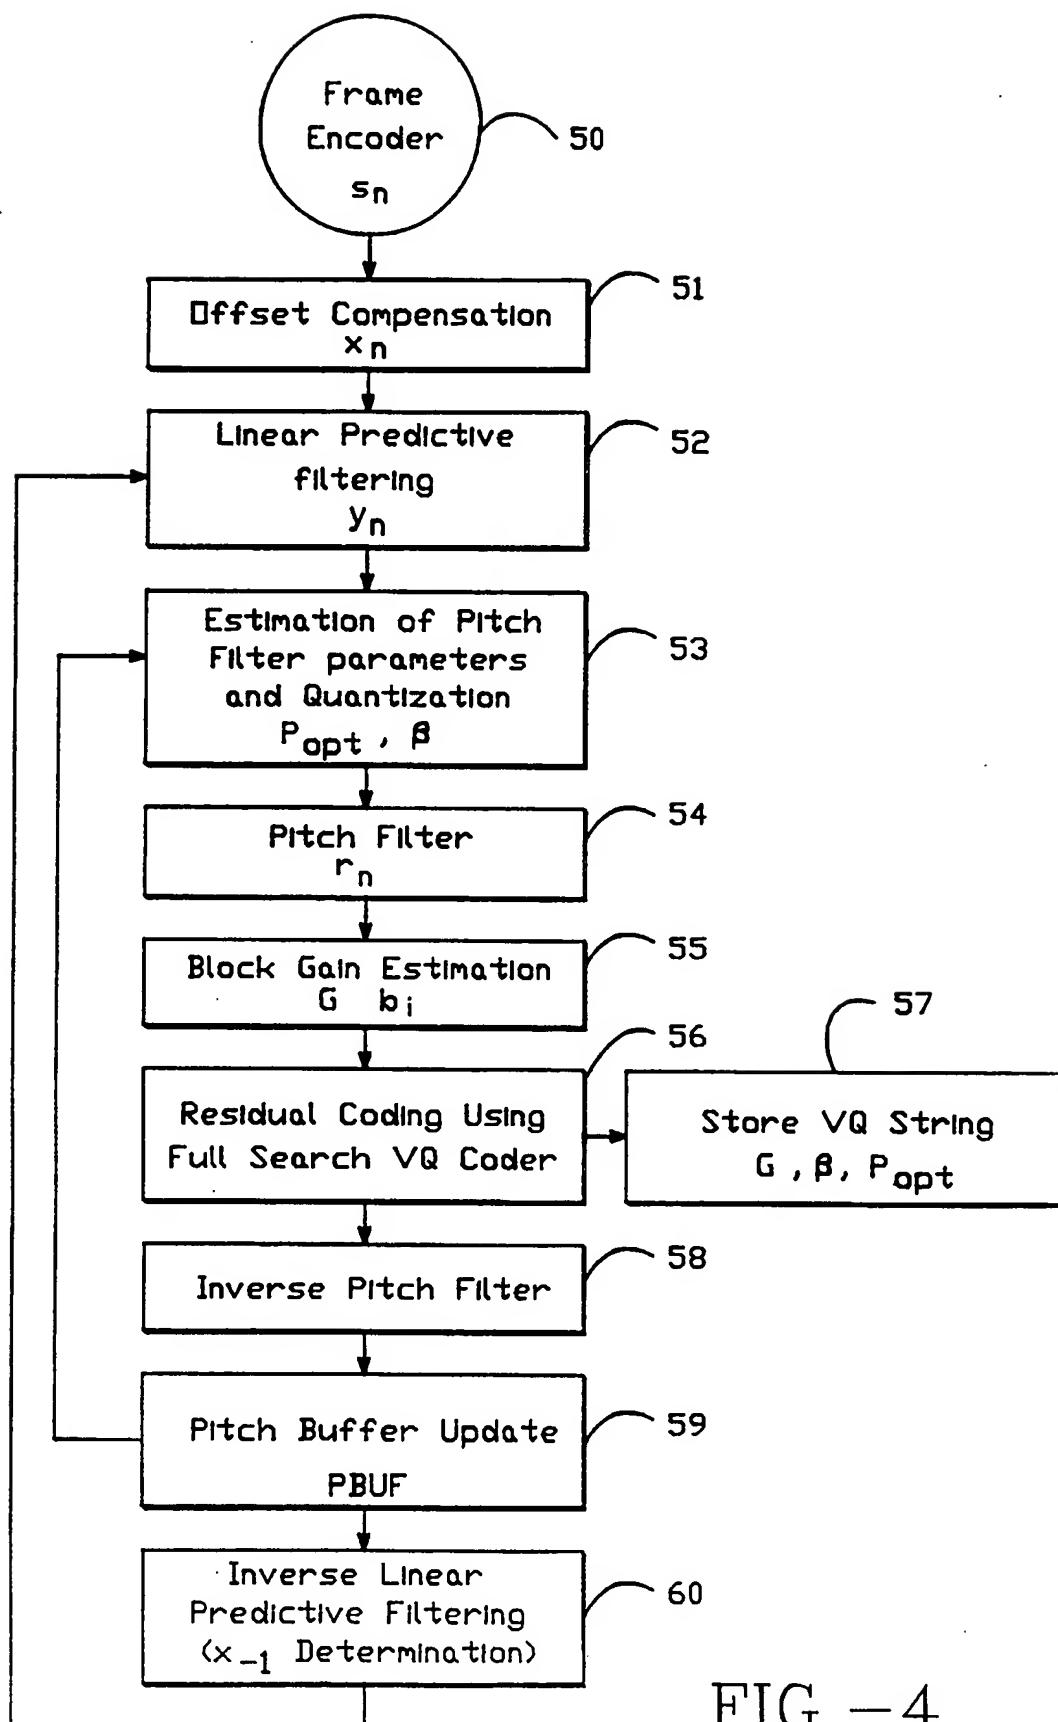 Frame
Encoder
sn
50
Offset Compensation
xn
51
Linear Predictive
filtering
yn
52
Estimation of Pitch
Filter parameters
and Quantization
Popt , β
53
Pitch Filter
rn
54
Block Gain Estimation
G bi
55
Residual Coding Using
Full Search VQ Coder
56
Store VQ String
G , β, Popt
57
Inverse Pitch Filter
58
Pitch Buffer Update
PBUF
59
Inverse Linear
Predictive Filtering
(x-1 Determination)
60
FIG.-4